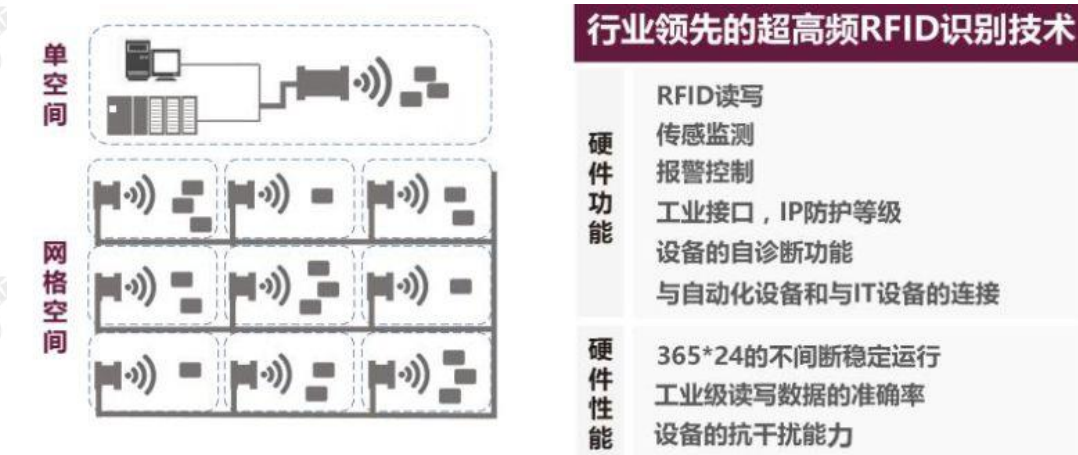 单空间
网格空间
行业领先的超高频RFID识别技术
硬件功能
RFID读写
传感监测
报警控制
工业接口，IP防护等级
设备的自诊断功能
与自动化设备和与IT设备的连接
硬件性能
365*24的不间断稳定运行
工业级读写数据的准确率
设备的抗干扰能力